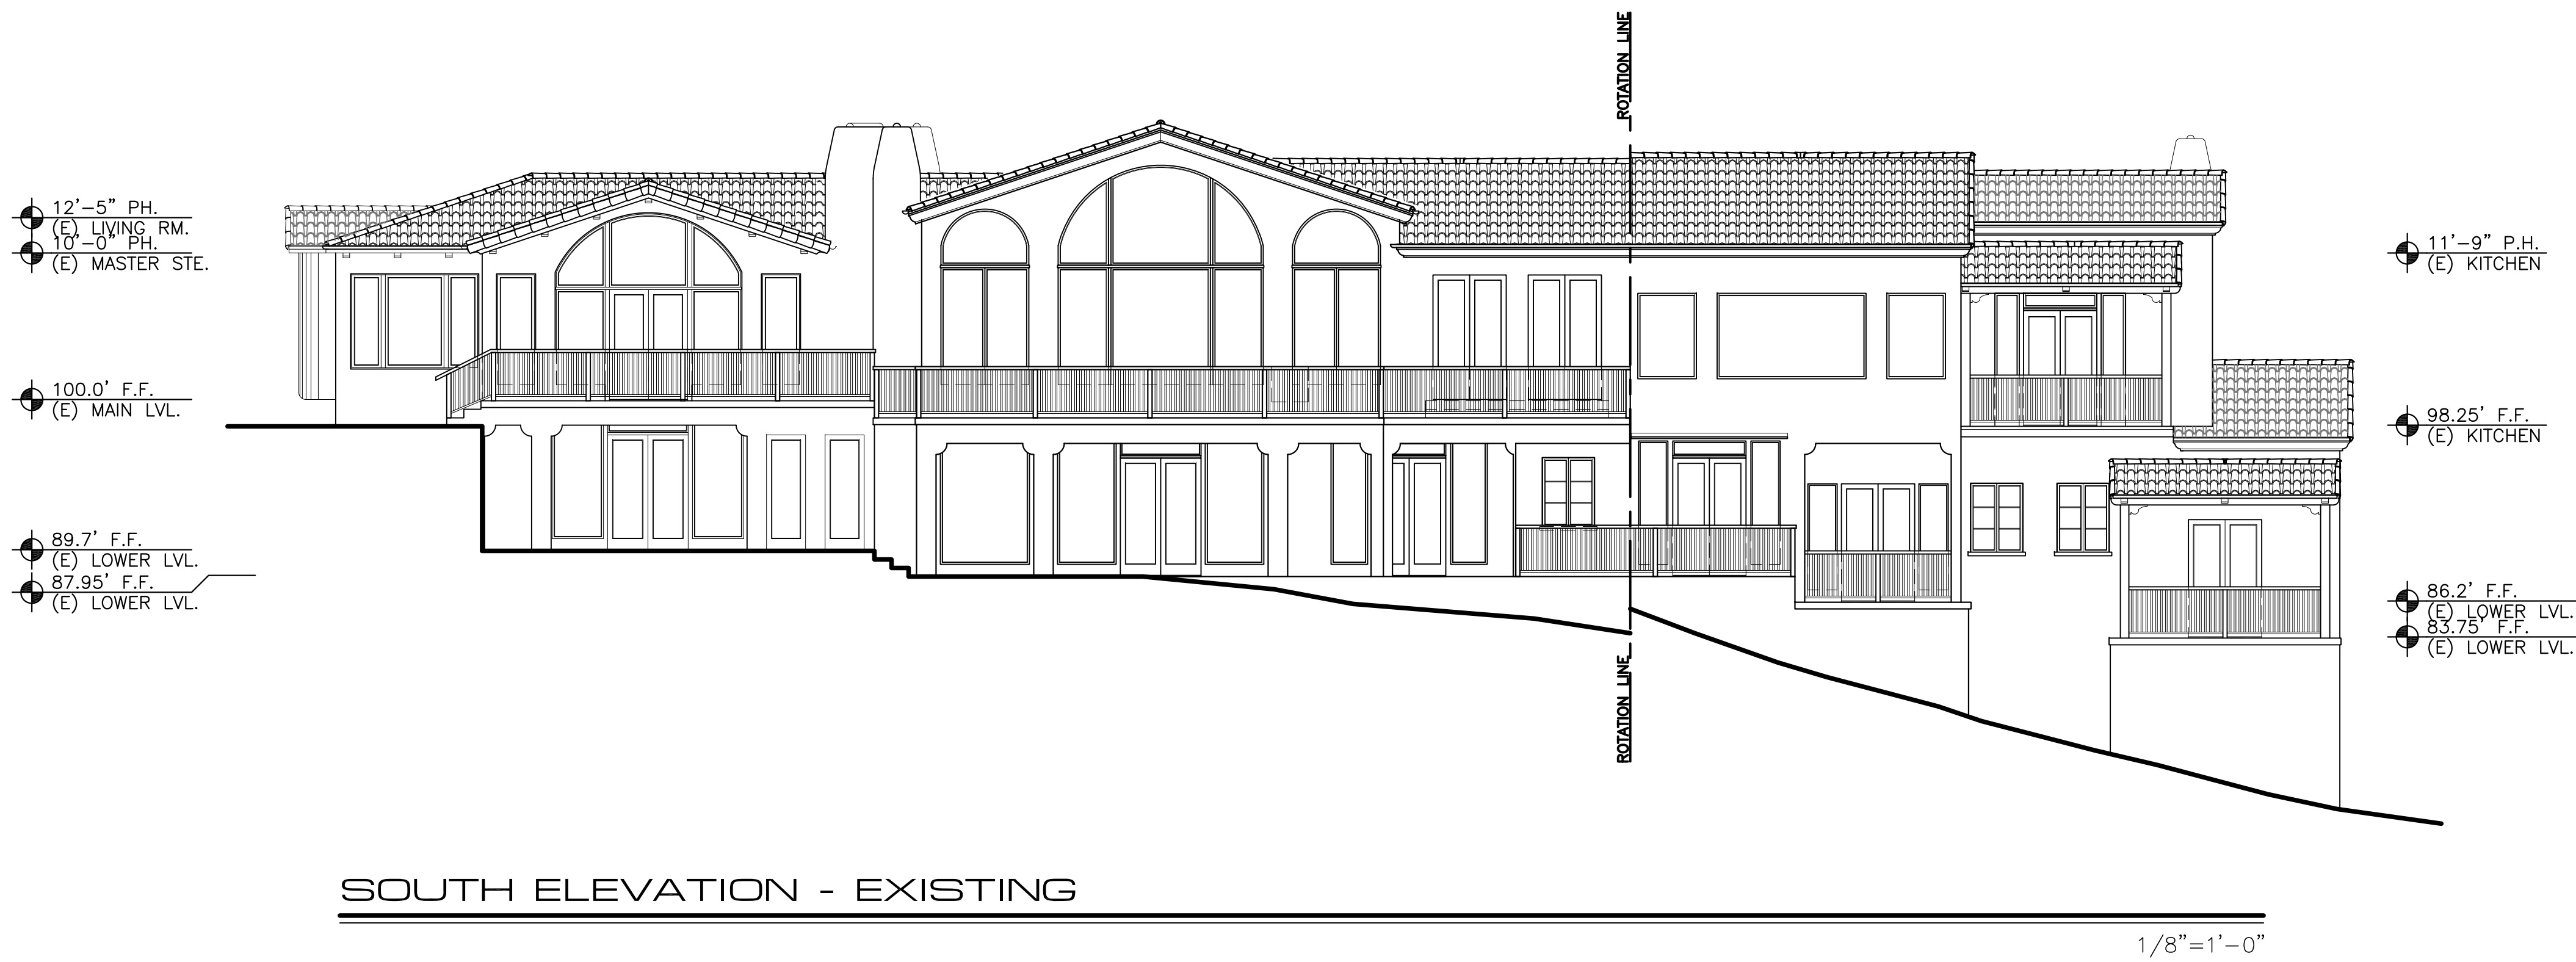 ROTATION LINE
12'-5" PH.
(E) LIVING RM.
10'-0" PH.
(E) MASTER STE.
100.0' F.F.
(E) MAIN LVL.
89.7' F.F.
(E) LOWER LVL.
87.95' F.F.
(E) LOWER LVL.
11'-9" P.H.
(E) KITCHEN
98.25' F.F.
(E) KITCHEN
86.2' F.F.
(E) LOWER LVL.
83.75' F.F.
(E) LOWER LVL.
ROTATION LINE
SOUTH ELEVATION - EXISTING
1/8"=1'-0"